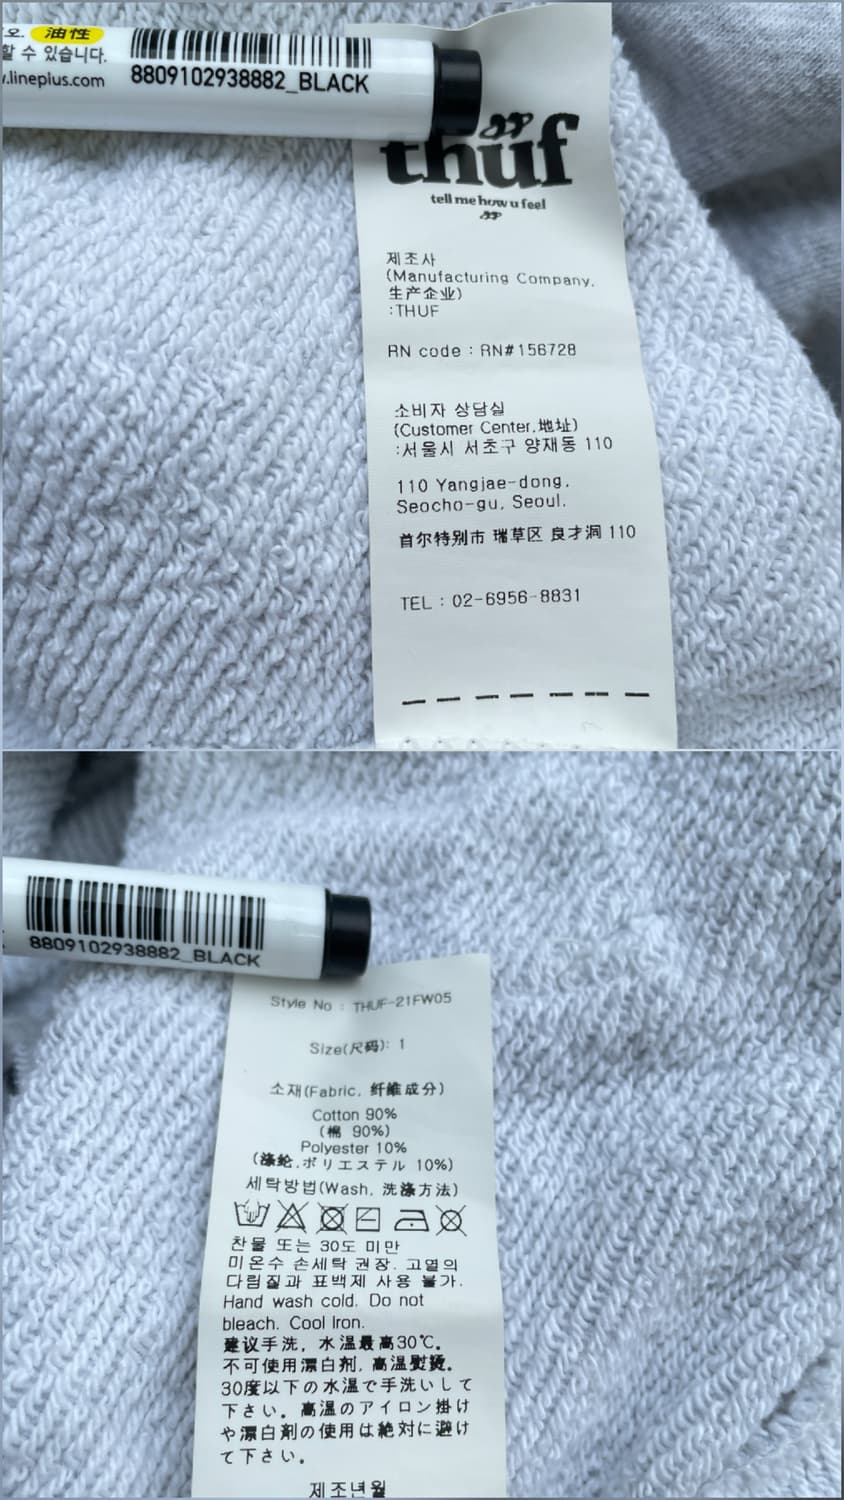 油性
할 수 있습니다.
.lineplus.com
8809102938882_BLACK
thuf
tell me how u feel
제조사
(Manufacturing Company,
生产企业)
:THUF
RN code : RN#156728
소비자 상담실
(Customer Center,地址)
:서울시 서초구 양재동 110
110 Yangjae-dong,
Seocho-gu, Seoul.
首尔特别市 瑞草区 良才洞 110
TEL : 02-6956-8831
8809102938882_BLACK
Style No : THUF-21FW05
Size(尺码): 1
소재(Fabric, 纤维成分)
Cotton 90%
(棉 90%)
Polyester 10%
(涤纶,ポリエステル 10%)
세탁방법(Wash, 洗涤方法)
찬물 또는 30도 미만
미온수 손세탁 권장. 고열의
다림질과 표백제 사용 불가.
Hand wash cold. Do not
bleach. Cool Iron.
建议手洗, 水温最高30℃。
不可使用漂白剂, 高温熨烫。
30度以下の水温で手洗いして
下さい。高温のアイロン掛け
や漂白剤の使用は絶対に避け
て下さい。
제조년월